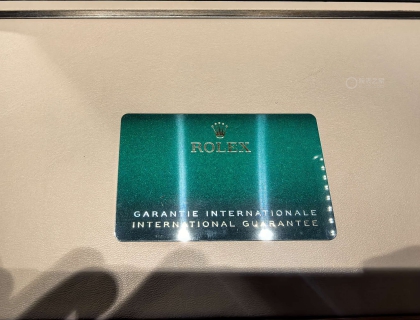 ROLEX
GARANTIE INTERNATIONALE
INTERNATIONAL GUARANTEE